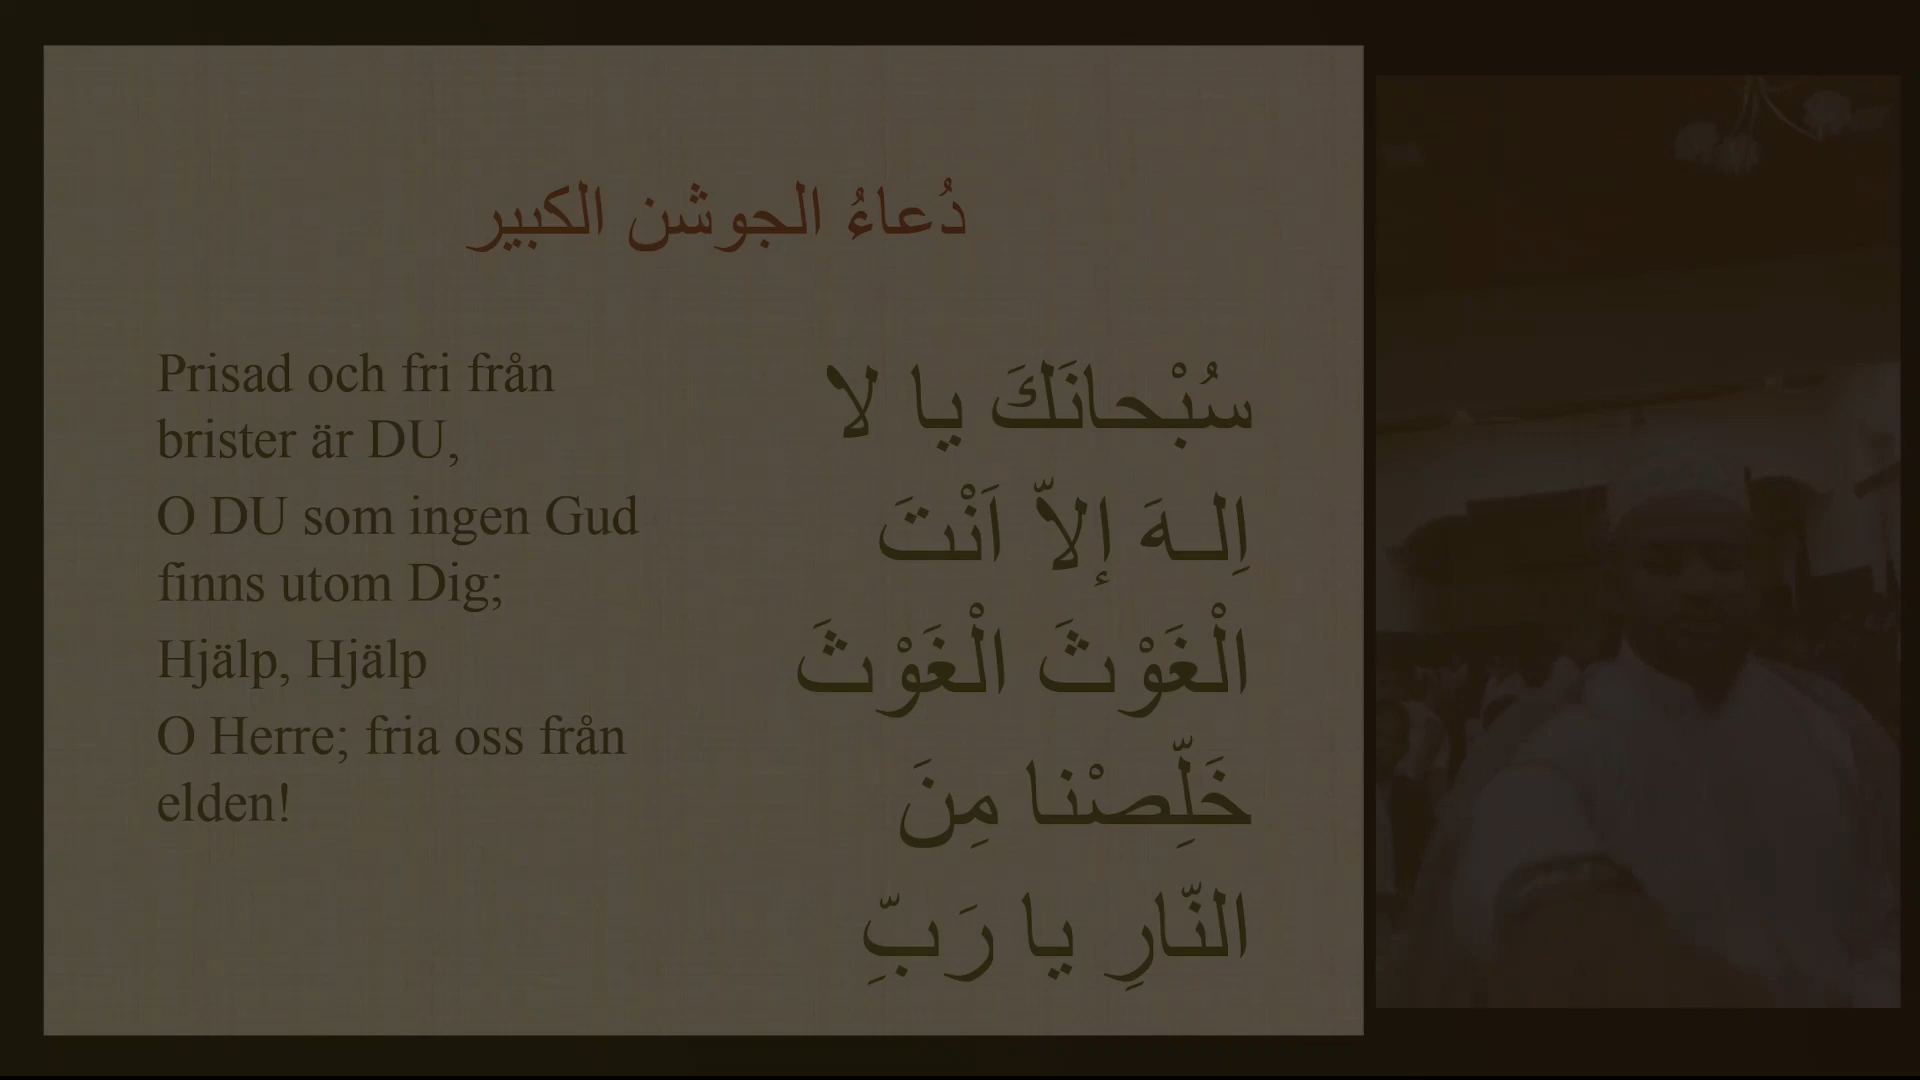 دُعاءُ الجوشن الكبير
Prisad och fri från
brister är DU,
O DU som ingen Gud
finns utom Dig;
Hjälp, Hjälp
O Herre; fria oss från
elden!
سُبْحانَكَ يا لا
اِلـهَ إلاّ اَنْتَ
الْغَوْثَ الْغَوْثَ
خَلِّصْنا مِنَ
النّارِ يا رَبِّ